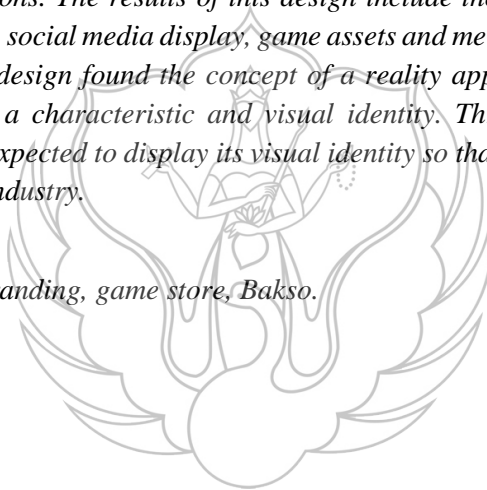 ons. The results of this design include the
social media display, game assets and me
design found the concept of a reality app
a characteristic and visual identity. Th
xpected to display its visual identity so tha
ndustry.
anding, game store, Bakso.